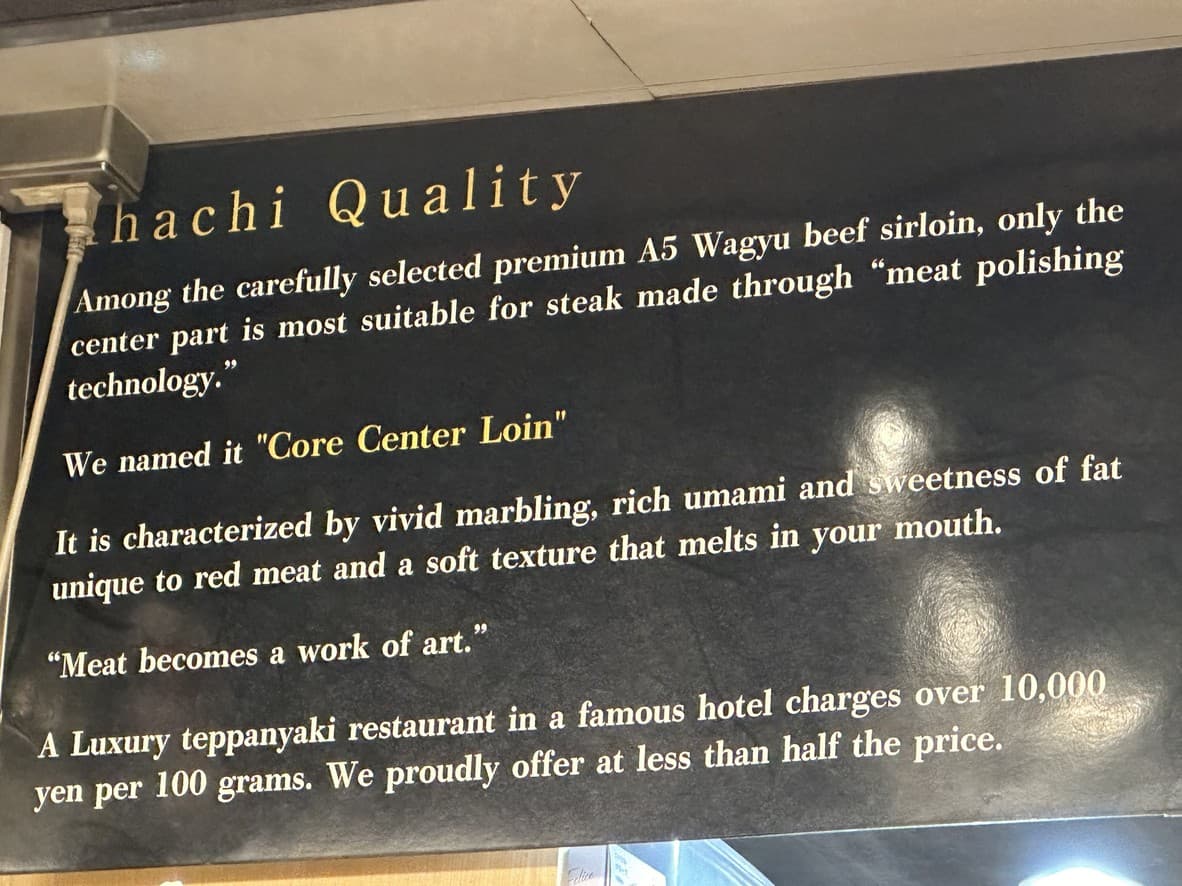 hachi Quality
Among the carefully selected premium A5 Wagyu beef sirloin, only the
center part is most suitable for steak made through “meat polishing
technology.”
We named it "Core Center Loin"
It is characterized by vivid marbling, rich umami and sweetness of fat
unique to red meat and a soft texture that melts in your mouth.
“Meat becomes a work of art.”
A Luxury teppanyaki restaurant in a famous hotel charges over 10,000
yen per 100 grams. We proudly offer at less than half the price.